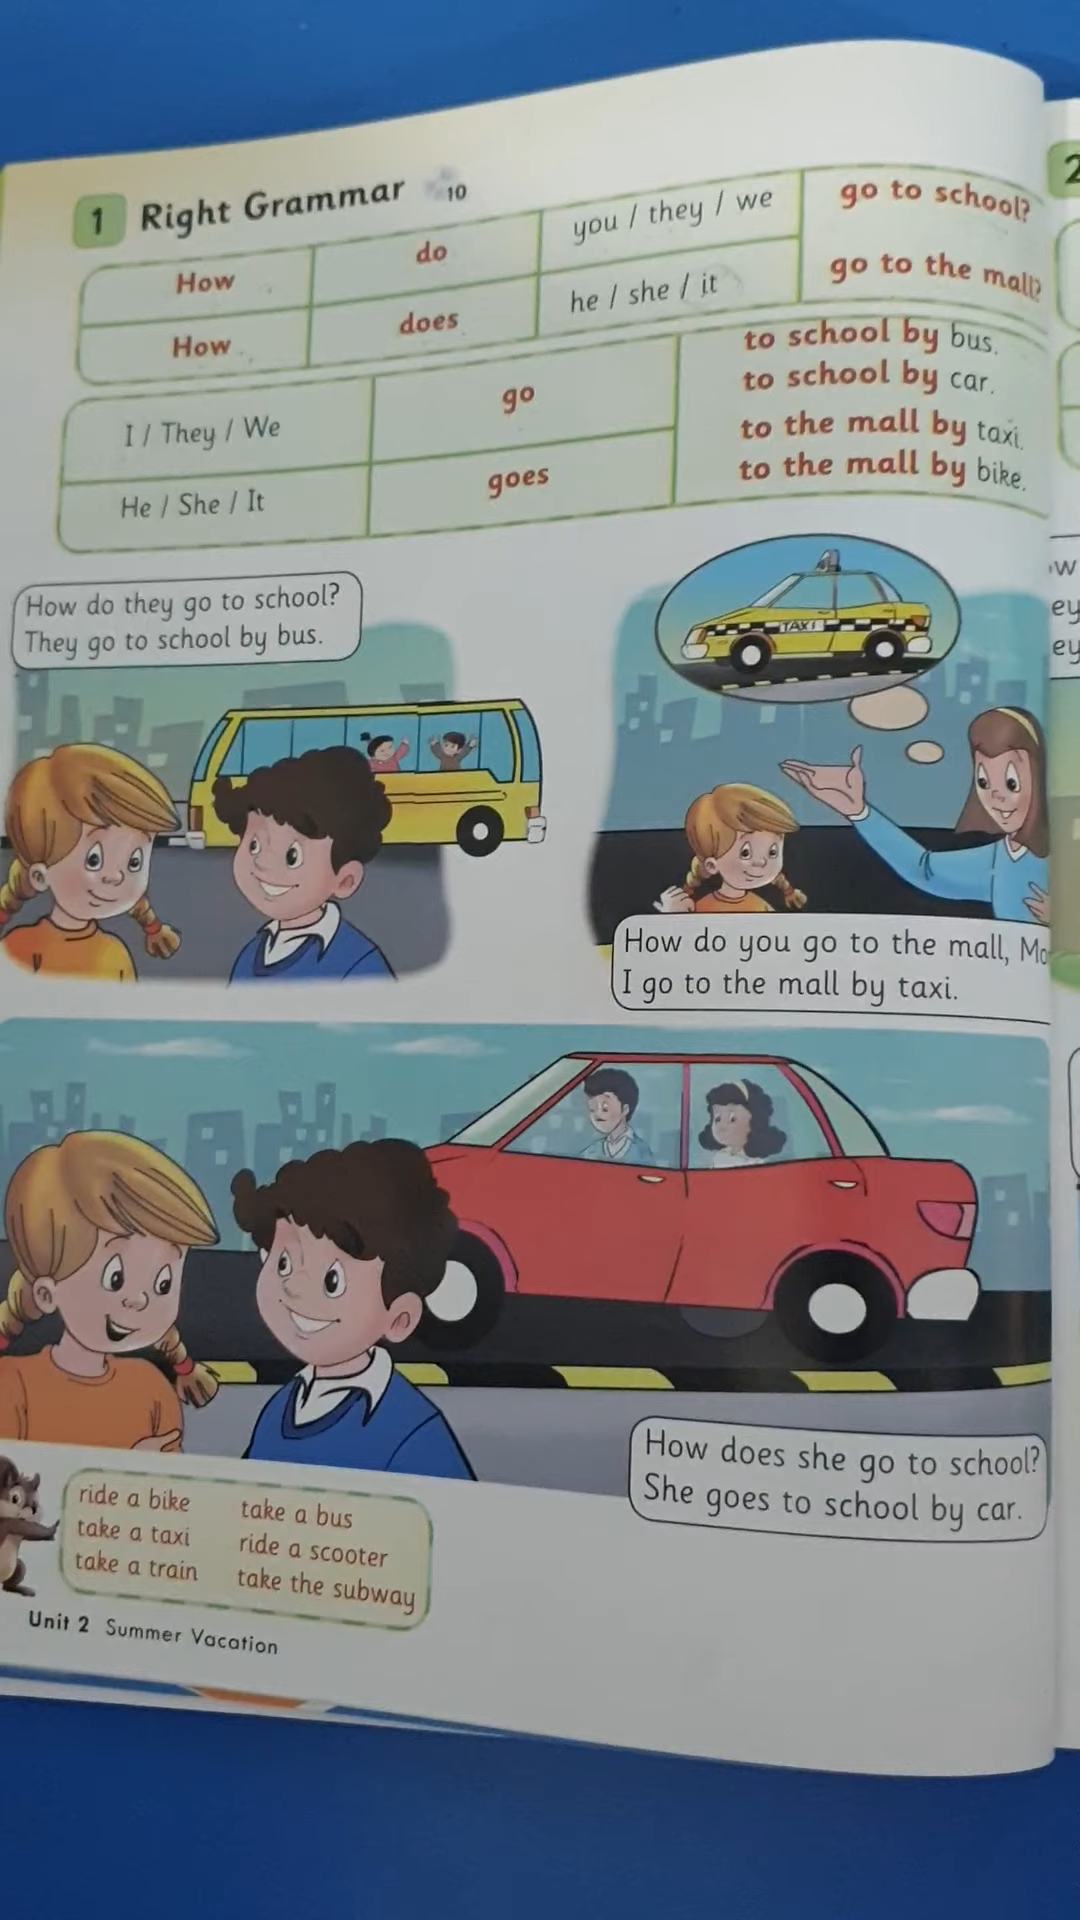 1 Right Grammar 10
How do you / they / we go to school?
How does he / she / it go to the mall?
I / They / We go to school by bus.
to school by car.
He / She / It goes to the mall by taxi.
to the mall by bike.
How do they go to school?
They go to school by bus.
TAXI
How do you go to the mall,
I go to the mall by taxi.
How does she go to school?
She goes to school by car.
ride a bike take a bus
take a taxi ride a scooter
take a train take the subway
Unit 2 Summer Vacation
2